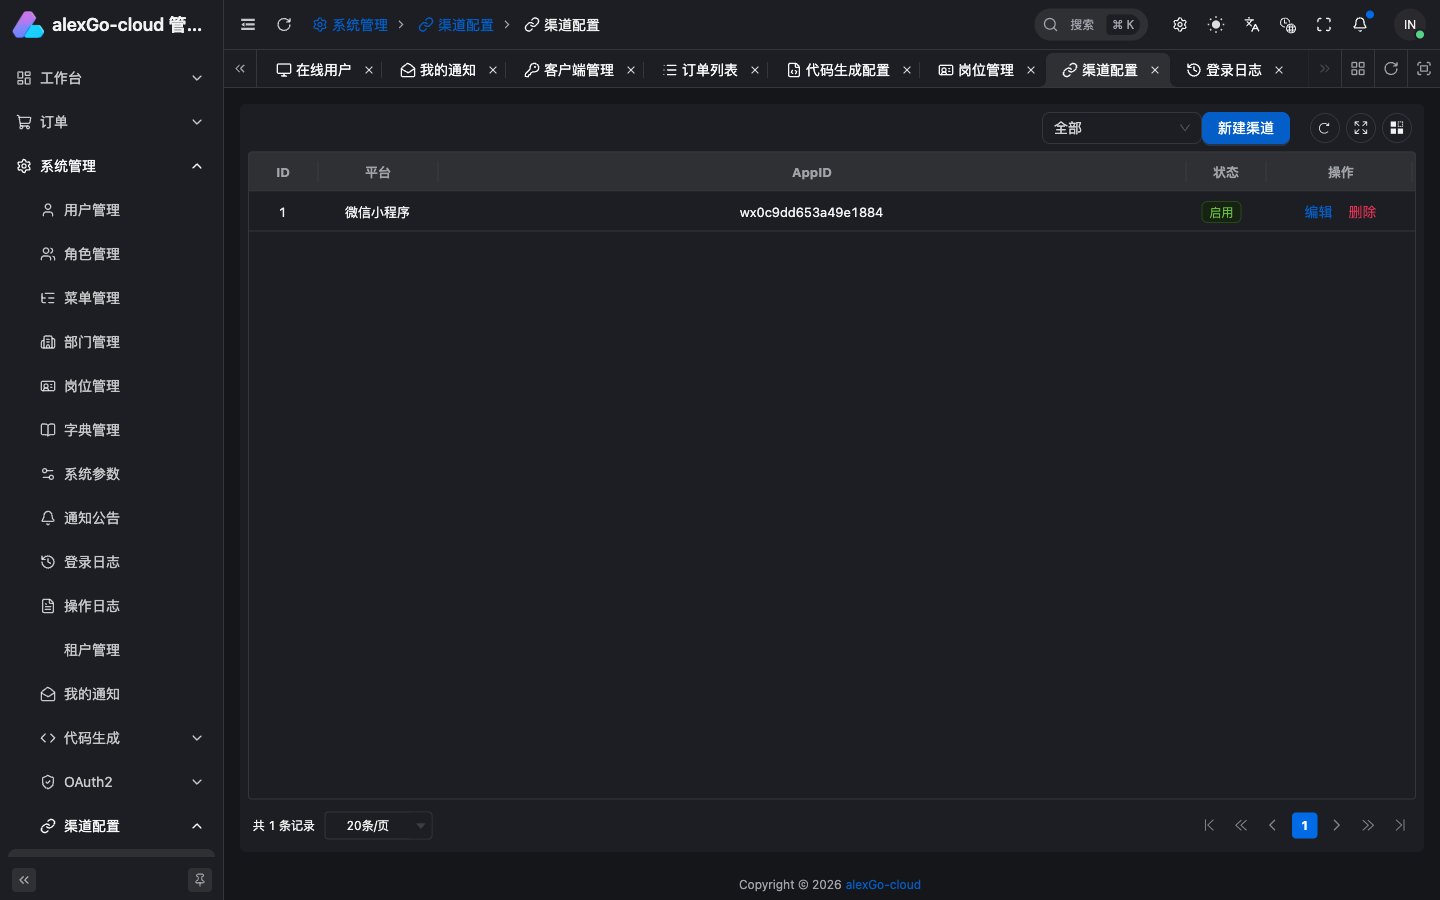 alexGo-cloud 管...
系统管理
渠道配置
渠道配置
搜索
⌘ K
IN
在线用户
我的通知
客户端管理
订单列表
代码生成配置
岗位管理
渠道配置
登录日志
工作台
订单
系统管理
用户管理
角色管理
菜单管理
部门管理
岗位管理
字典管理
系统参数
通知公告
登录日志
操作日志
租户管理
我的通知
代码生成
OAuth2
渠道配置
全部
新建渠道
ID 平台 AppID 状态 操作
1 微信小程序 wx0c9dd653a49e1884 启用 编辑 删除
共 1 条记录
20条/页
1
Copyright © 2026 alexGo-cloud